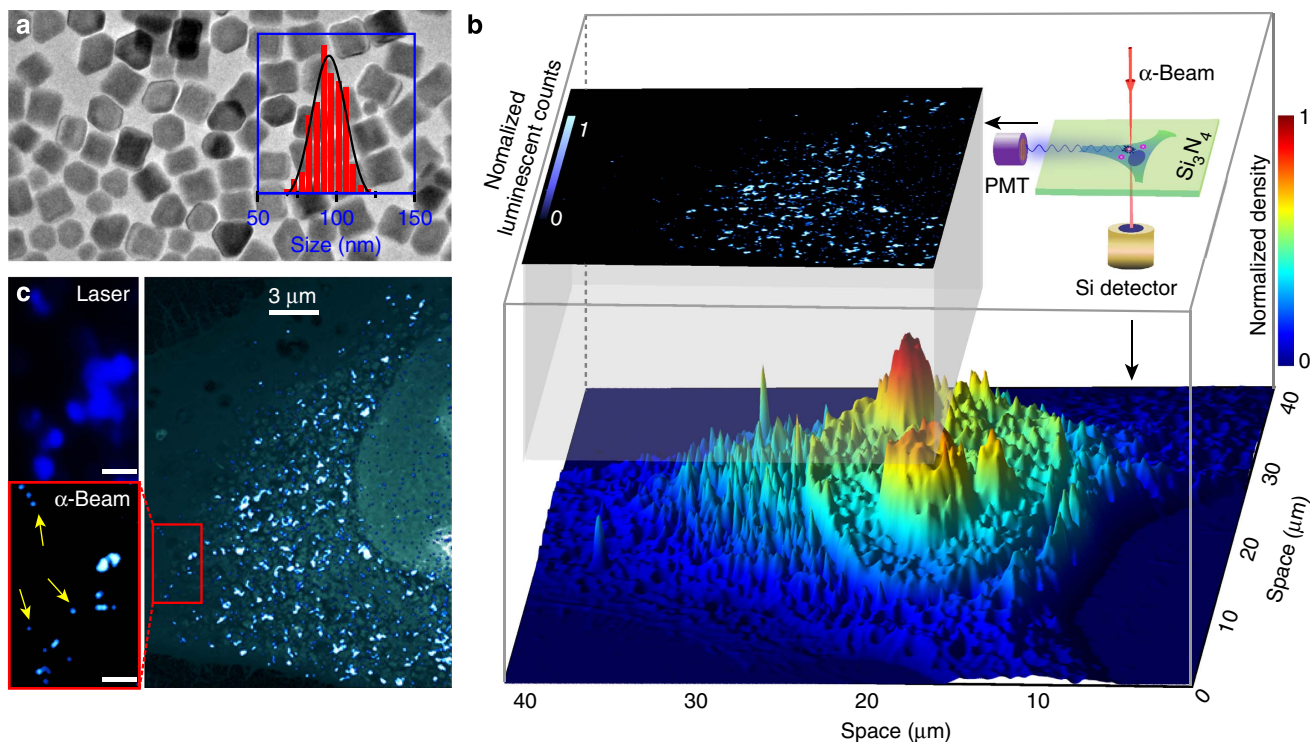 a
50
100
150
Size (nm)
b
Nomalized
luminescent counts
1
0
α-Beam
PMT
Si₃N₄
Si detector
Normalized density
1
0
40
30
20
10
0
Space (μm)
40
30
20
10
Space (μm)
c
Laser
α-Beam
3 μm